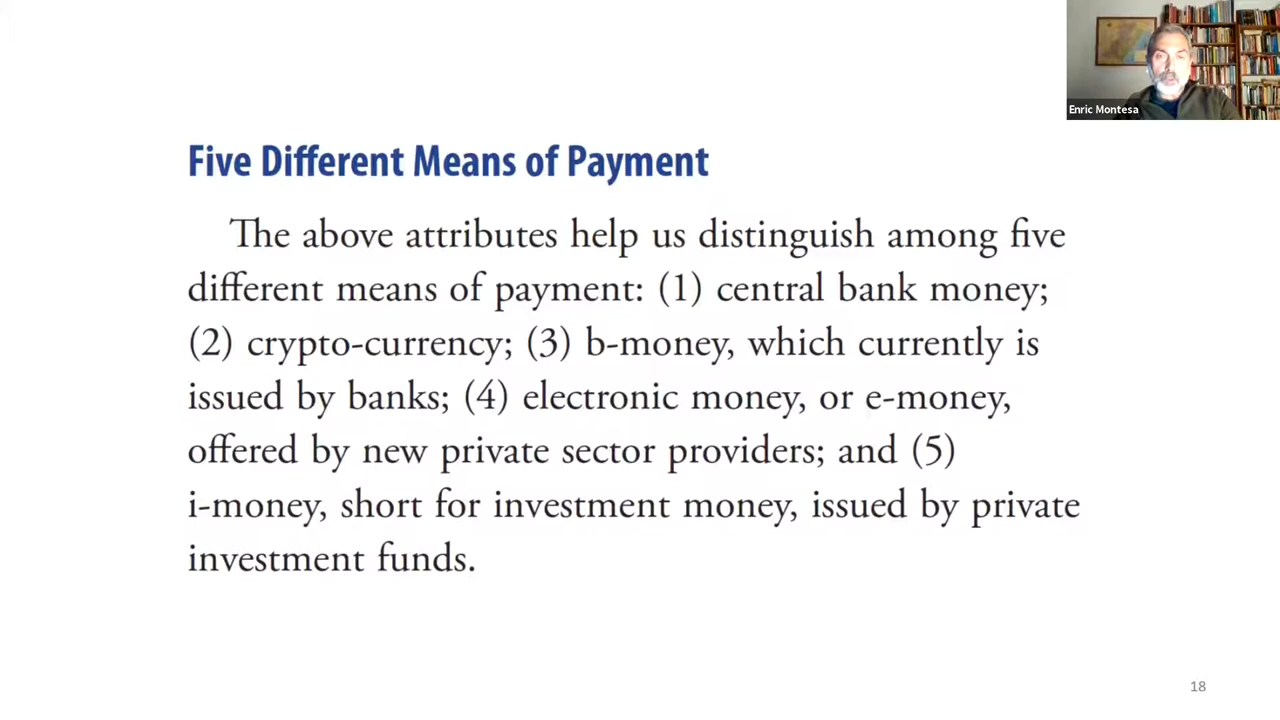 Enric Montesa
Five Different Means of Payment
The above attributes help us distinguish among five
different means of payment: (1) central bank money;
(2) crypto-currency; (3) b-money, which currently is
issued by banks; (4) electronic money, or e-money,
offered by new private sector providers; and (5)
i-money, short for investment money, issued by private
investment funds.
18